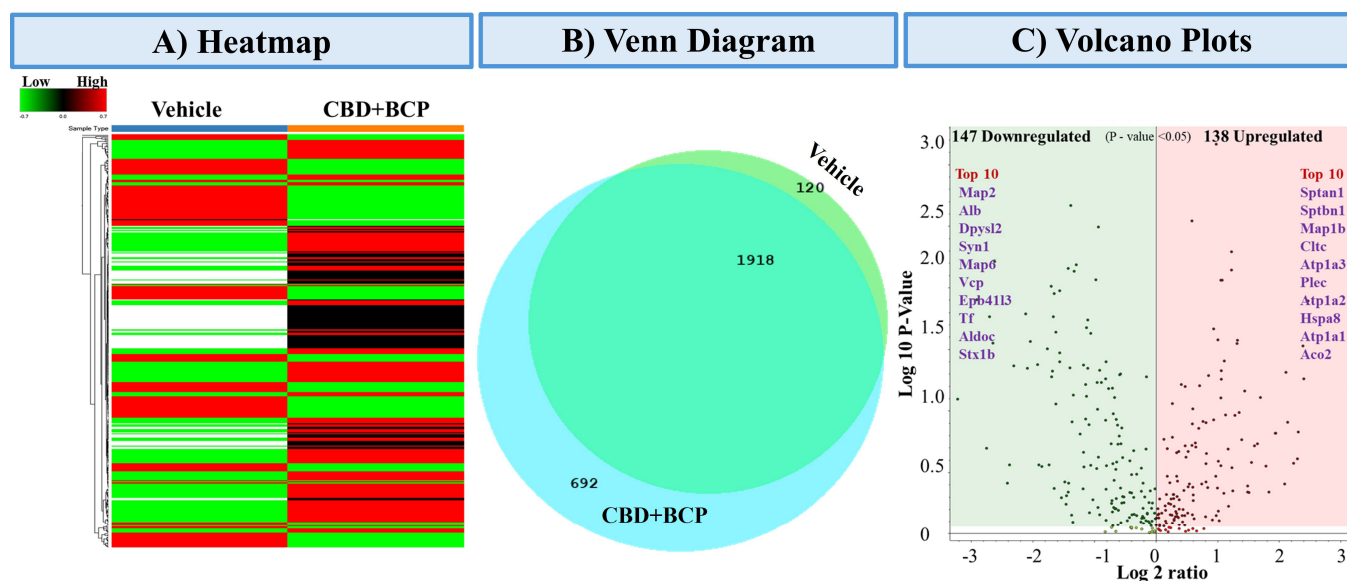 A) Heatmap
B) Venn Diagram
C) Volcano Plots
Low High
-0.7 0.0 0.7
Sample Type
Vehicle CBD+BCP
Vehicle
120
1918
692
CBD+BCP
147 Downregulated (P - value <0.05) 138 Upregulated
Top 10
Map2
Alb
Dpysl2
Syn1
Map6
Vcp
Epb41l3
Tf
Aldoc
Stx1b
Top 10
Sptan1
Sptbn1
Map1b
Cltc
Atp1a3
Plec
Atp1a2
Hspa8
Atp1a1
Aco2
Log 10 P-Value
3.0
2.5
2.0
1.5
1.0
0.5
0
-3 -2 -1 0 1 2 3
Log 2 ratio